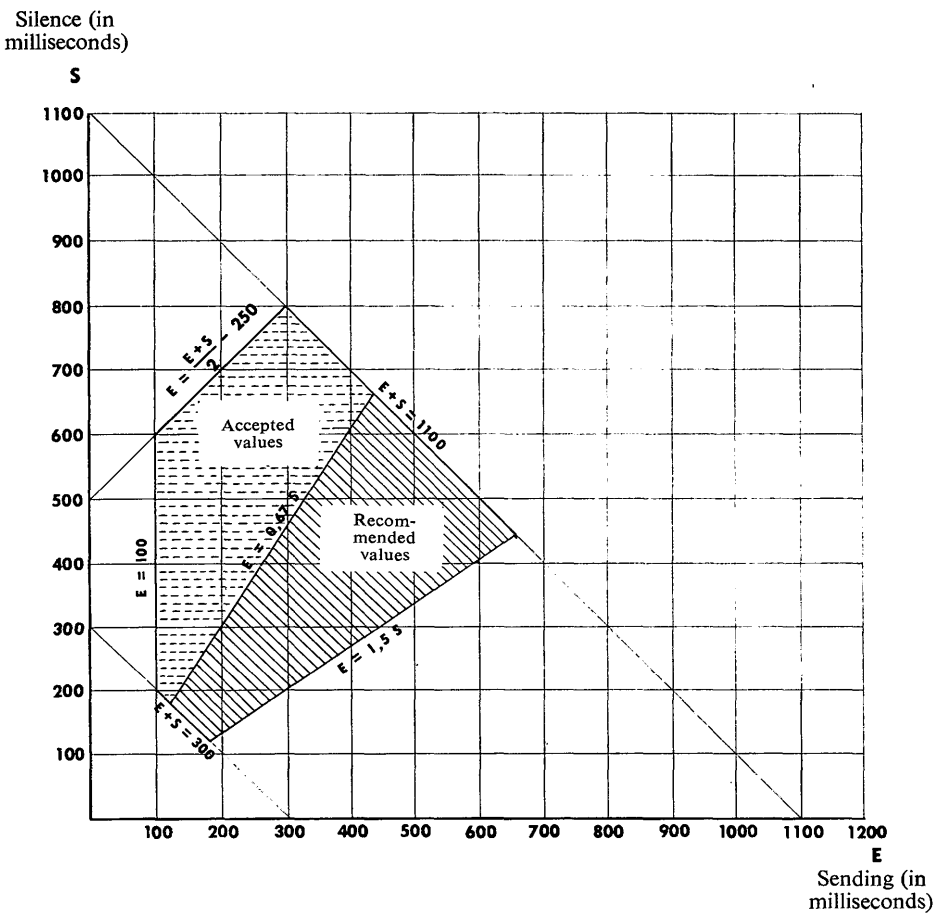 Silence (in
milliseconds)
S
1100
1000
900
800
700
600
500
400
300
200
100
E = E+S / 2 - 250
E+S = 1100
Accepted
values
E = 0,67 S
Recom-
mended
values
E = 100
E = 1,5 S
E+S = 300
100 200 300 400 500 600 700 800 900 1000 1100 1200
E
Sending (in
milliseconds)